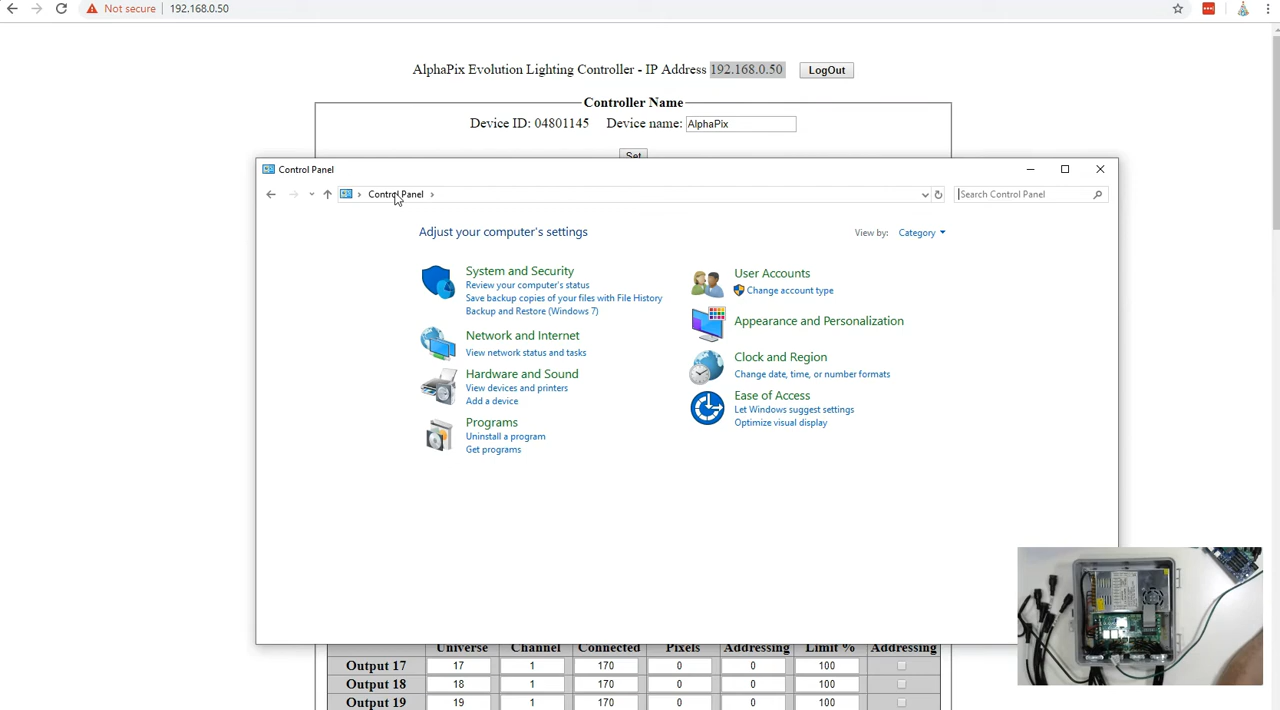 Not secure 192.168.0.50
AlphaPix Evolution Lighting Controller - IP Address 192.168.0.50 LogOut
Controller Name
Device ID: 04801145 Device name: AlphaPix
Set
Control Panel
Control Panel
Search Control Panel
Adjust your computer's settings
View by: Category
System and Security
Review your computer's status
Save backup copies of your files with File History
Backup and Restore (Windows 7)
Network and Internet
View network status and tasks
Hardware and Sound
View devices and printers
Add a device
Programs
Uninstall a program
Get programs
User Accounts
Change account type
Appearance and Personalization
Clock and Region
Change date, time, or number formats
Ease of Access
Let Windows suggest settings
Optimize visual display
Universe Channel Connected Pixels Addressing Limit % Addressing
Output 17 17 1 170 0 0 100
Output 18 18 1 170 0 0 100
Output 19 19 1 170 0 0 100